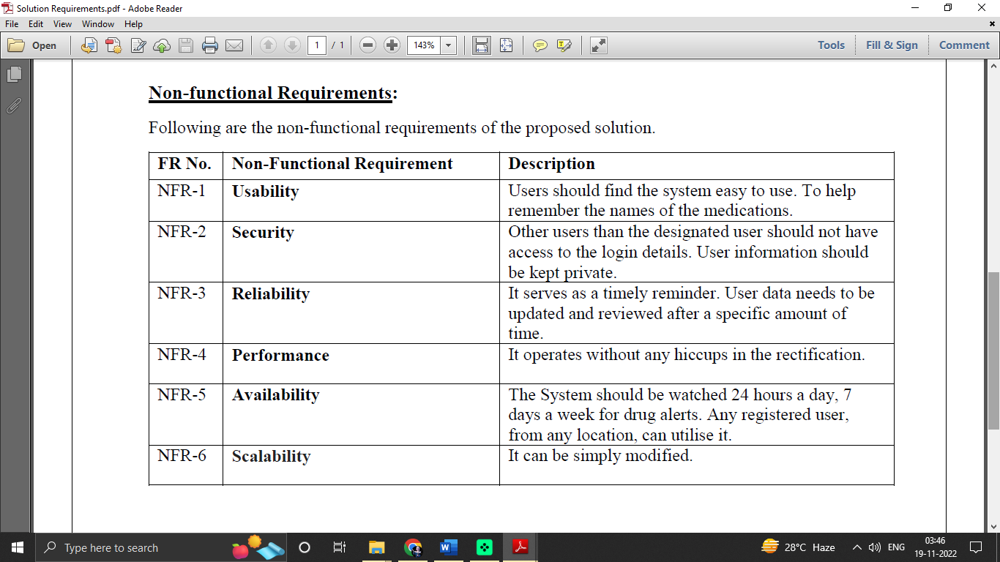 Solution Requirements.pdf - Adobe Reader
File Edit View Window Help
Open 1 / 1 143% Tools Fill & Sign Comment
Non-functional Requirements:
Following are the non-functional requirements of the proposed solution.
FR No. Non-Functional Requirement Description
NFR-1 Usability Users should find the system easy to use. To help
remember the names of the medications.
NFR-2 Security Other users than the designated user should not have
access to the login details. User information should
be kept private.
NFR-3 Reliability It serves as a timely reminder. User data needs to be
updated and reviewed after a specific amount of
time.
NFR-4 Performance It operates without any hiccups in the rectification.
NFR-5 Availability The System should be watched 24 hours a day, 7
days a week for drug alerts. Any registered user,
from any location, can utilise it.
NFR-6 Scalability It can be simply modified.
Type here to search 28°C Haze ENG 03:46
19-11-2022